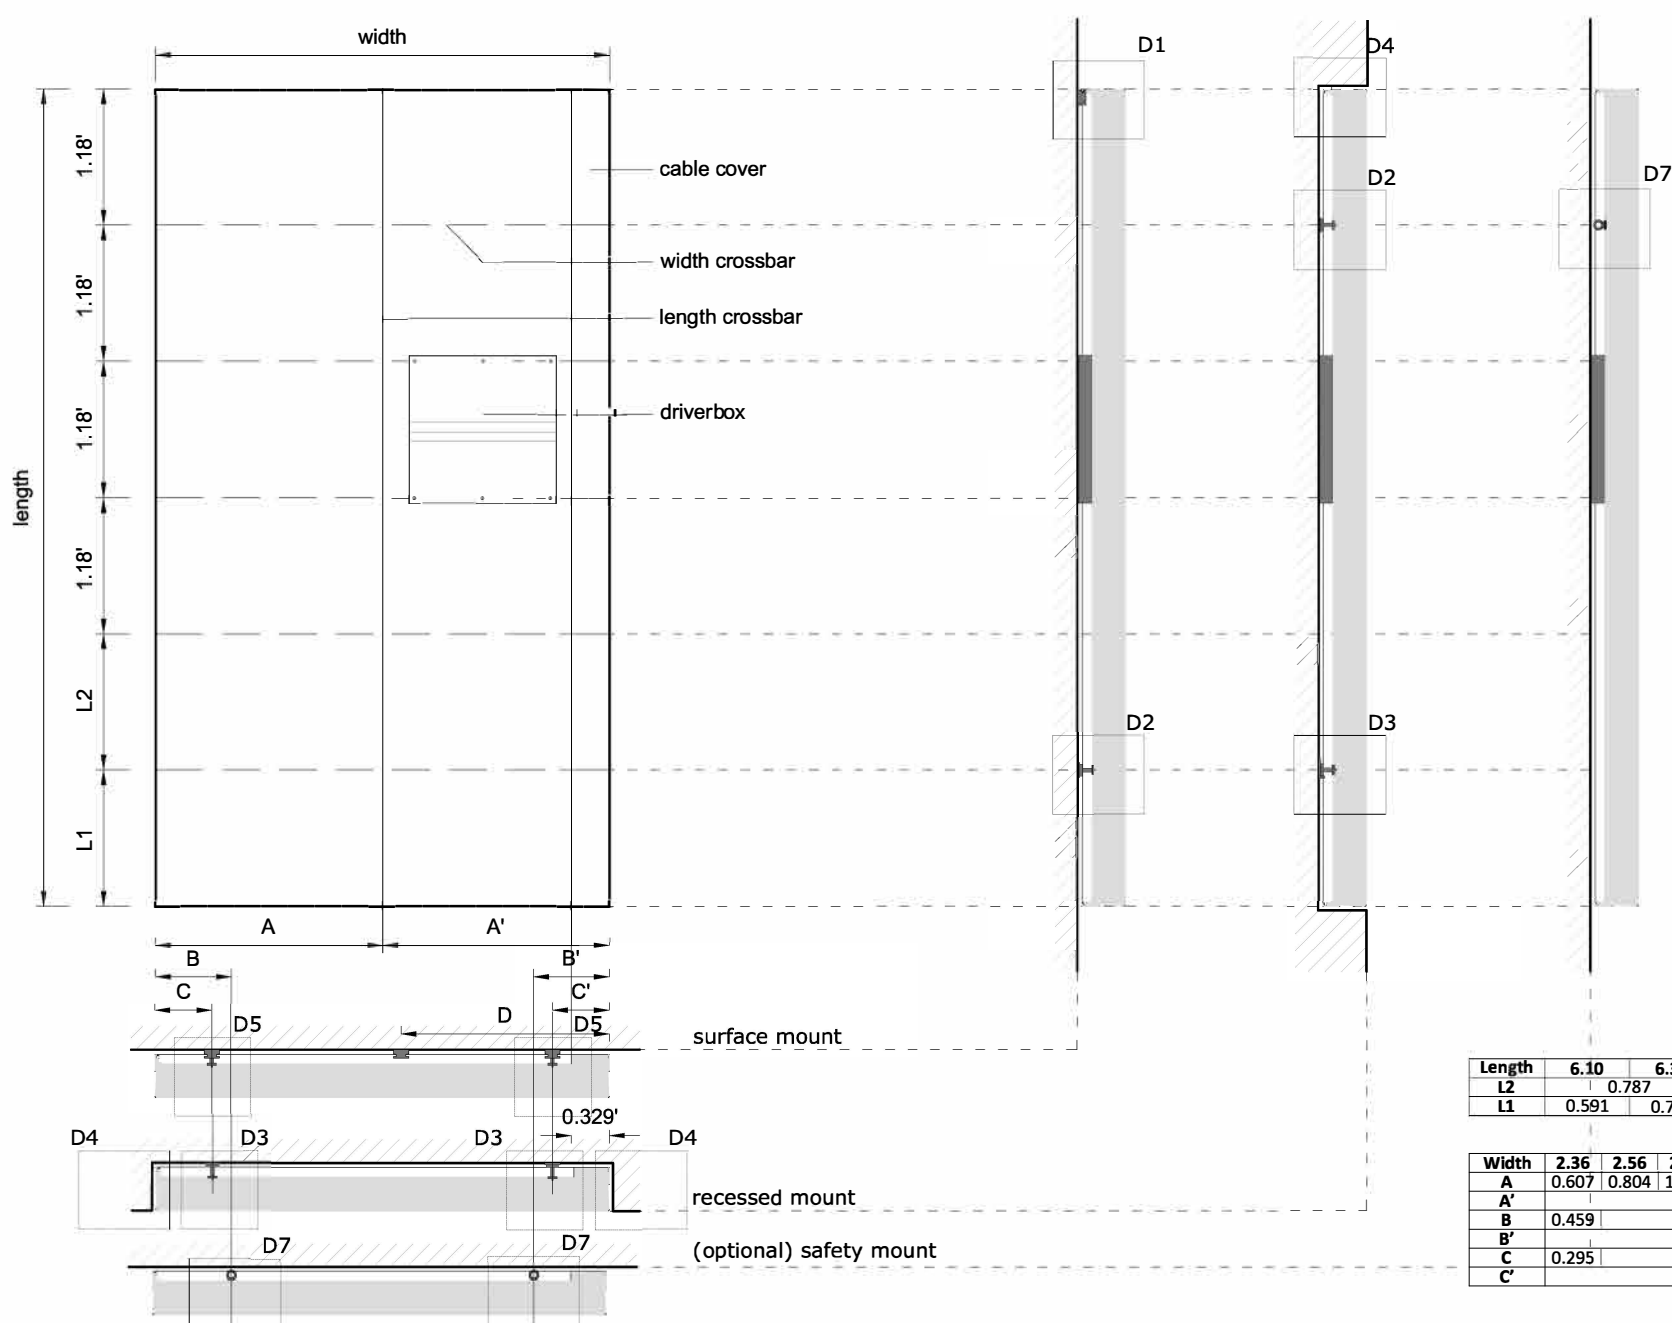 width
D1
D4
1.18'
cable cover
D2
D7
1.18'
width crossbar
length crossbar
1.18'
driverbox
length
1.18'
L2
D2
D3
L1
A
A'
B
B'
C
C'
D
D5
D5
surface mount
0.329'
D4
D3
D3
D4
recessed mount
D7
D7
(optional) safety mount
Length 6.10
L2 0.787
L1 0.591
Width 2.36 2.56
A 0.607 0.804
A'
B 0.459
B'
C 0.295
C'